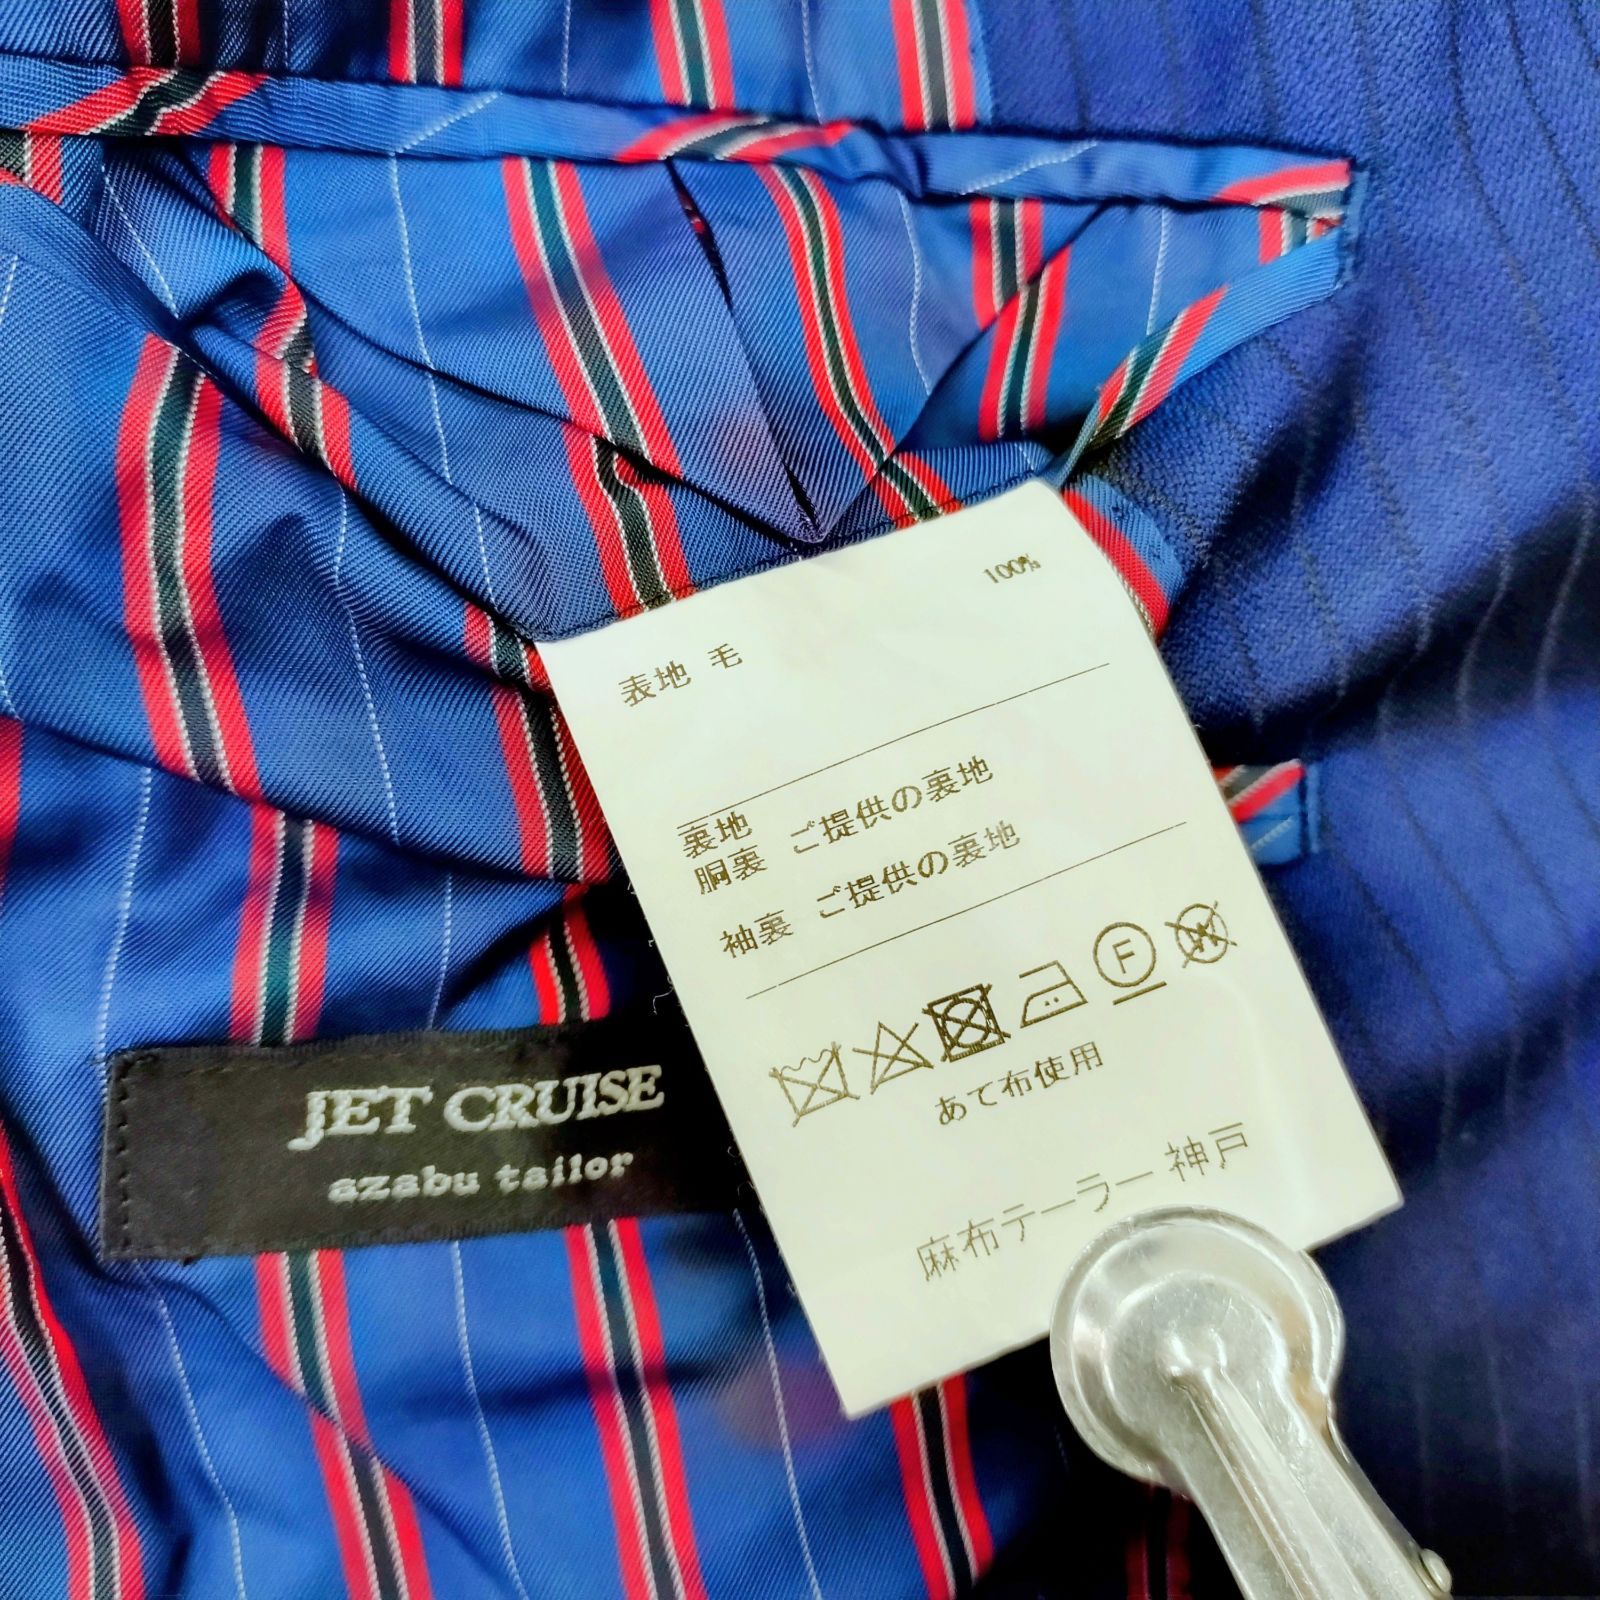 表地 毛 100%
裏地
胴裏 ご提供の裏地
袖裏 ご提供の裏地
F
W
あて布使用
麻布テーラー 神戸
JET CRUISE
azabu tailor